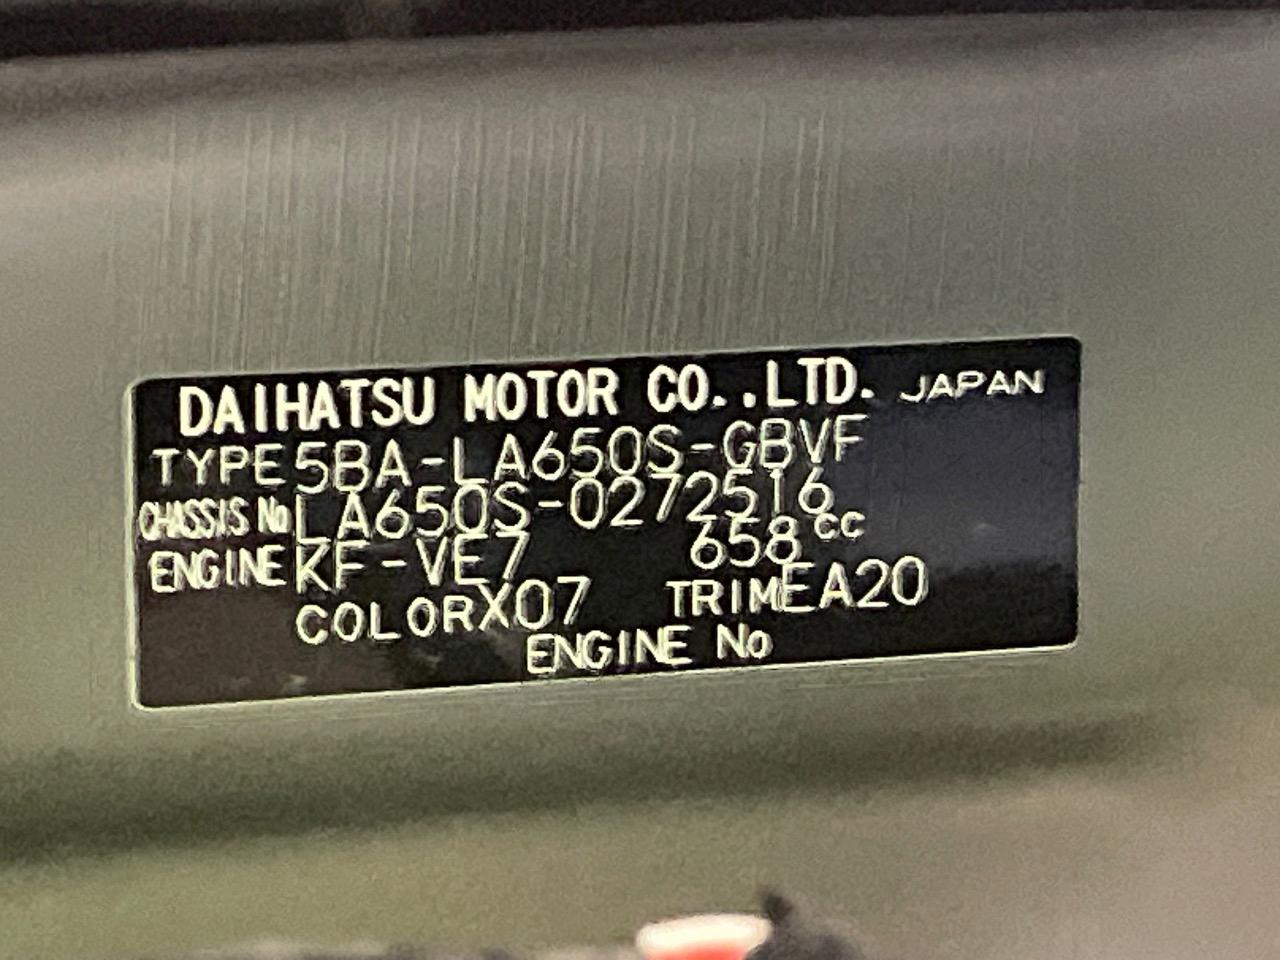 DAIHATSU MOTOR CO.,LTD. JAPAN
TYPE 5BA-LA650S-GBVF
CHASSIS No LA650S-0272516
ENGINE KF-VE7 658cc
COLOR X07 TRIM EA20
ENGINE No